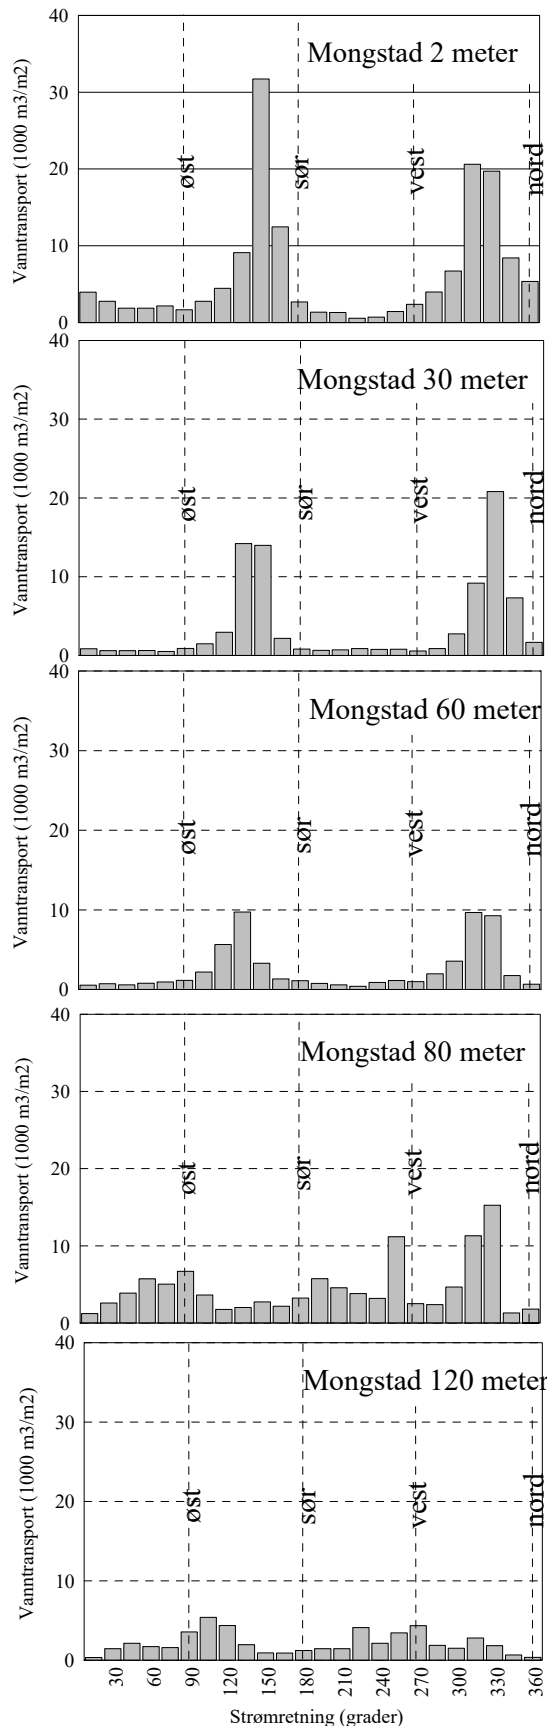 Mongstad 2 meter
Vanntransport (1000 m3/m2)
40
30
20
10
0
øst
sør
vest
nord
Mongstad 30 meter
Vanntransport (1000 m3/m2)
40
30
20
10
0
øst
sør
vest
nord
Mongstad 60 meter
Vanntransport (1000 m3/m2)
40
30
20
10
0
øst
sør
vest
nord
Mongstad 80 meter
Vanntransport (1000 m3/m2)
40
30
20
10
0
øst
sør
vest
nord
Mongstad 120 meter
Vanntransport (1000 m3/m2)
40
30
20
10
0
øst
sør
vest
nord
30 60 90 120 150 180 210 240 270 300 330 360
Strømretning (grader)